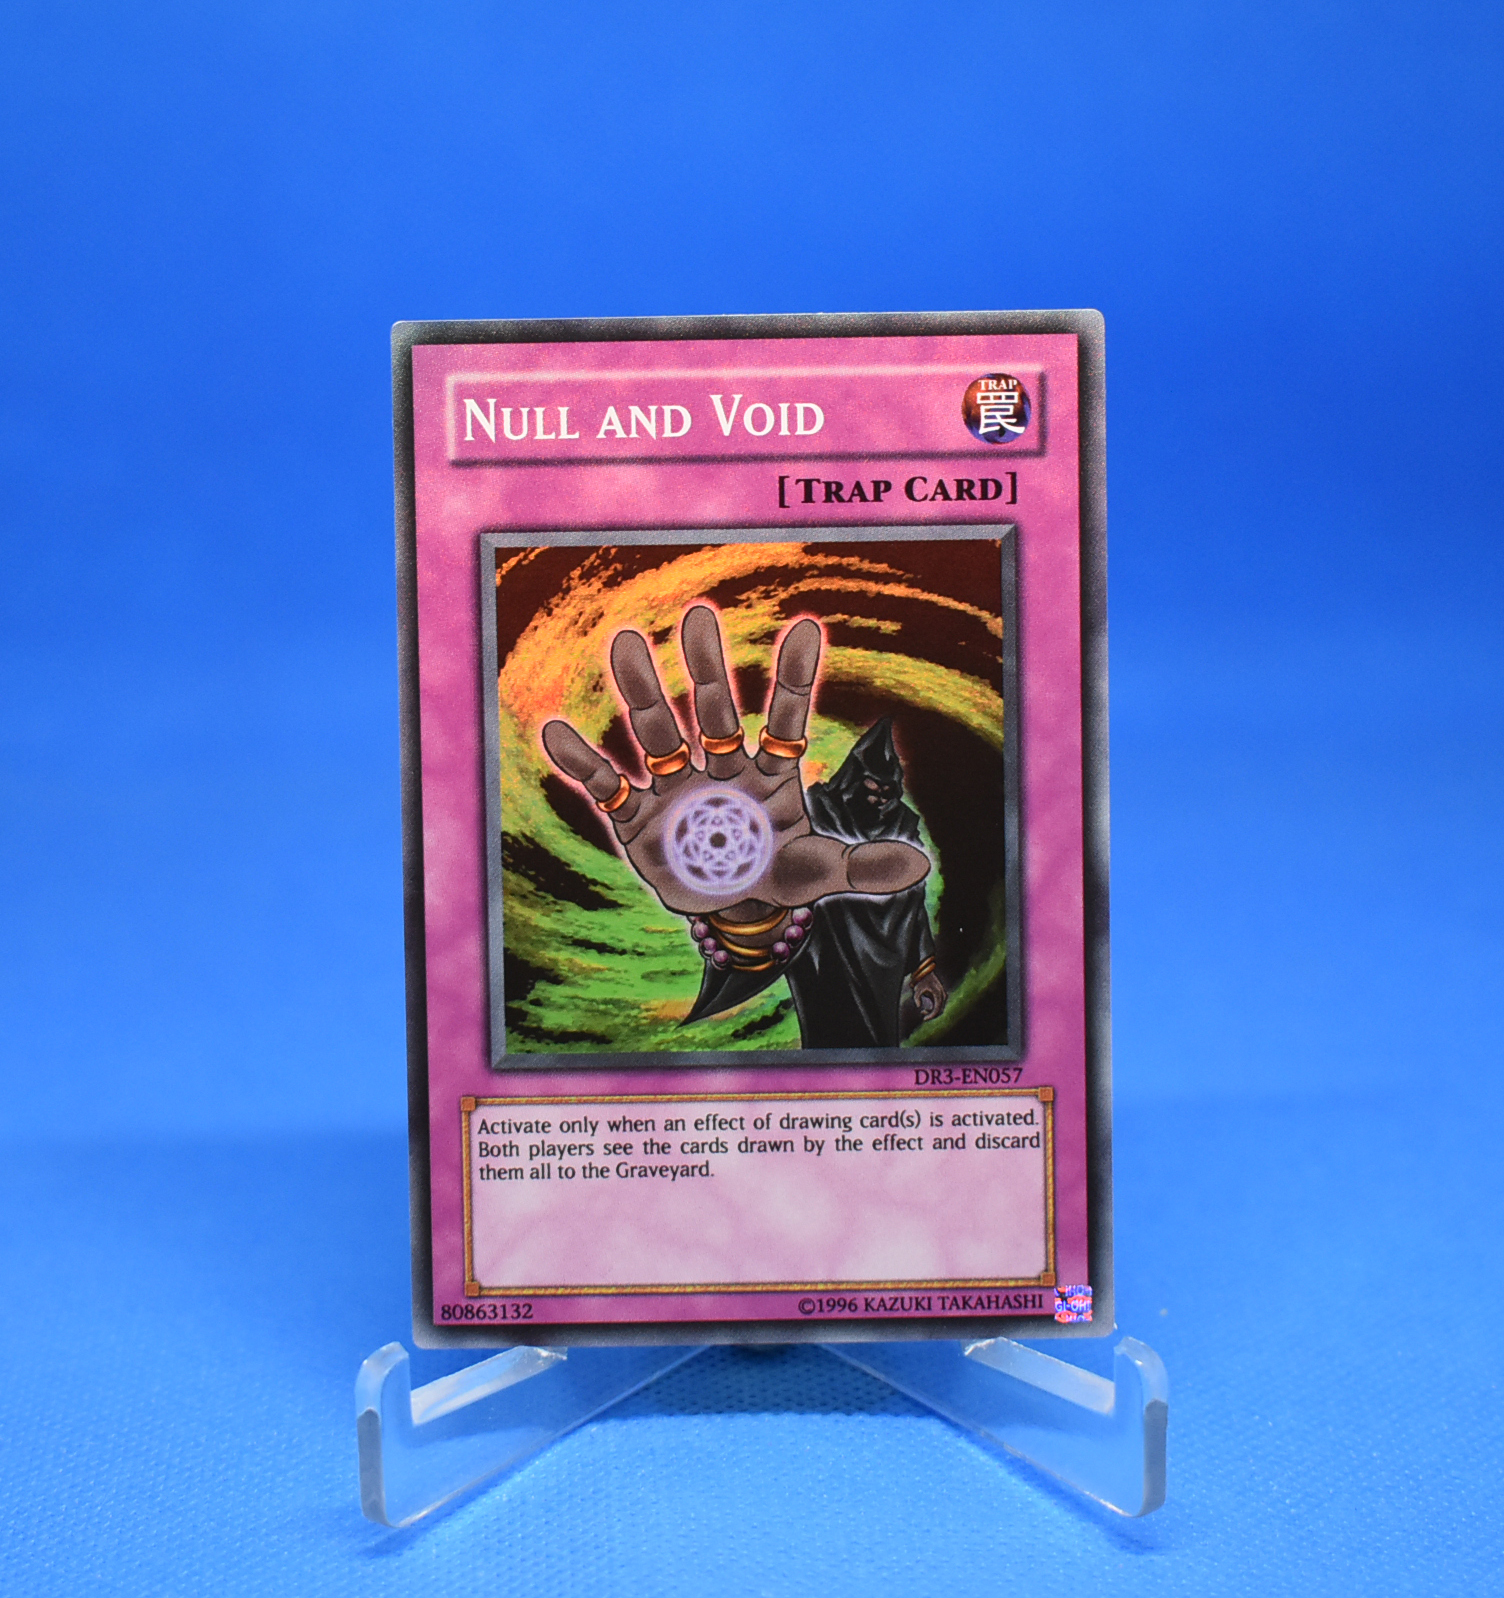 NULL AND VOID
TRAP
罠
[TRAP CARD]
DR3-EN057
Activate only when an effect of drawing card(s) is activated.
Both players see the cards drawn by the effect and discard
them all to the Graveyard.
80863132
©1996 KAZUKI TAKAHASHI
GI-OH!